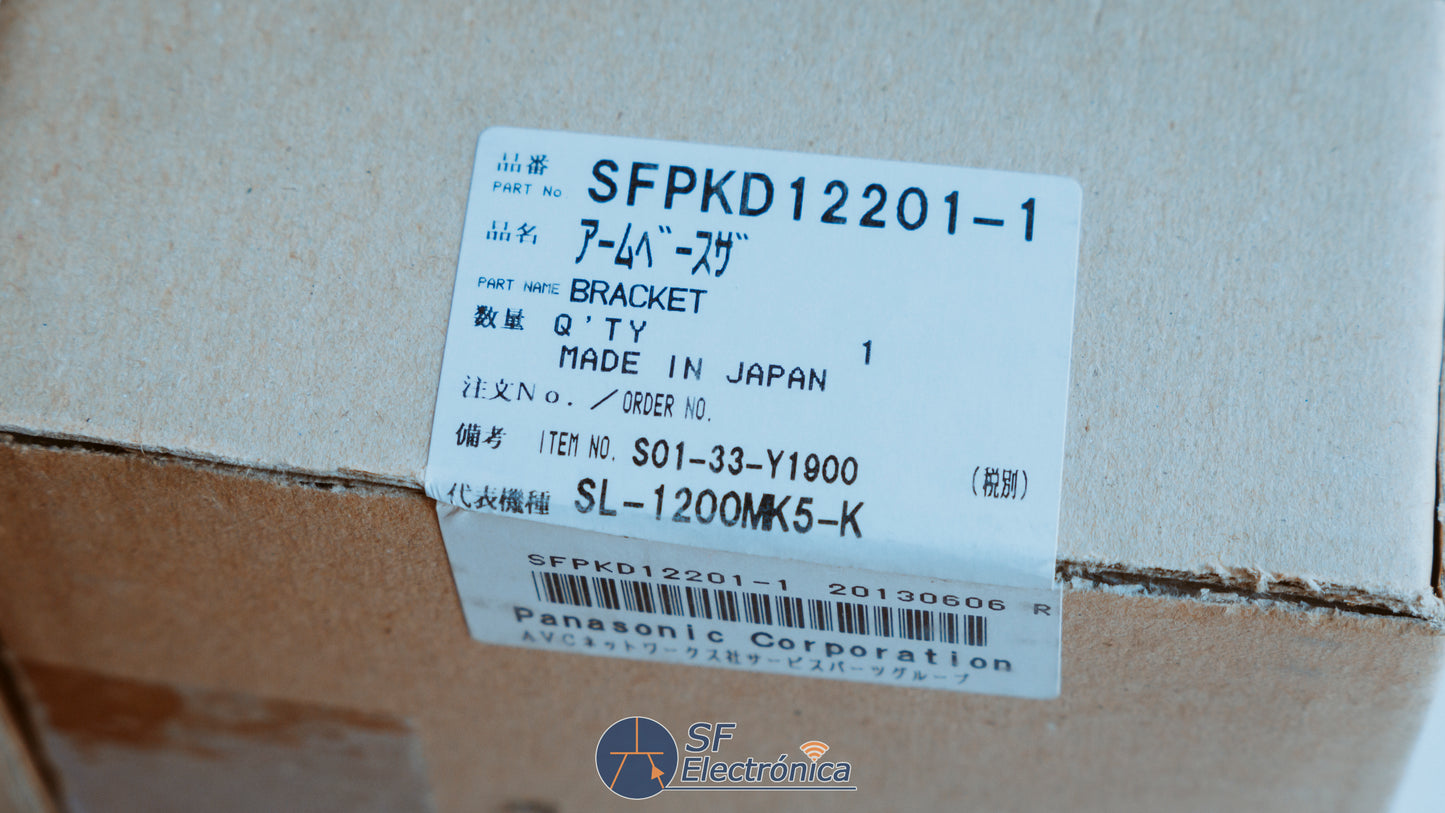 品番
PART No SFPKD12201-1
品名 ｱｰﾑﾍﾞｰｽｻﾞ
PART NAME BRACKET
数量 Q'TY 1
MADE IN JAPAN
注文No．／ORDER NO.
備考 ITEM NO. S01-33-Y1900 (税別)
代表機種 SL-1200MK5-K
SFPKD12201-1 20130606 R
Panasonic Corporation
AVCネットワークス社サービスパーツグループ
SF
Electrónica